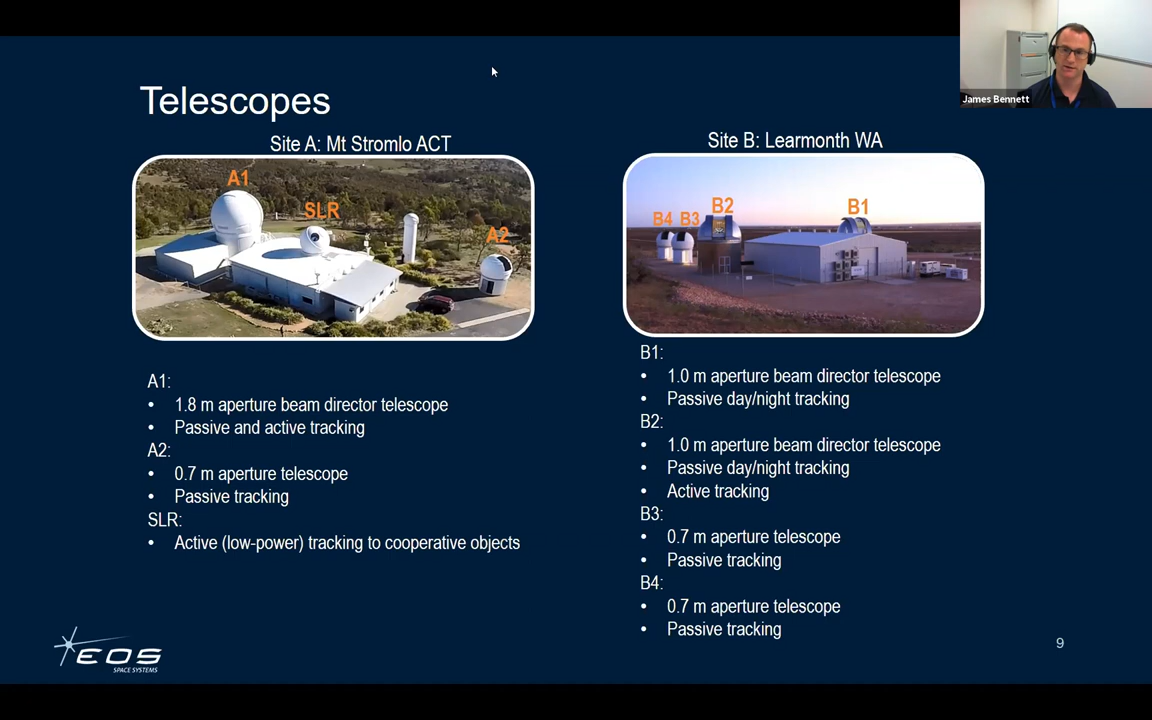 James Bennett
Telescopes
Site A: Mt Stromlo ACT
A1
SLR
A2
A1:
• 1.8 m aperture beam director telescope
• Passive and active tracking
A2:
• 0.7 m aperture telescope
• Passive tracking
SLR:
• Active (low-power) tracking to cooperative objects
Site B: Learmonth WA
B4
B3
B2
B1
B1:
• 1.0 m aperture beam director telescope
• Passive day/night tracking
B2:
• 1.0 m aperture beam director telescope
• Passive day/night tracking
• Active tracking
B3:
• 0.7 m aperture telescope
• Passive tracking
B4:
• 0.7 m aperture telescope
• Passive tracking
EOS
SPACE SYSTEMS
9